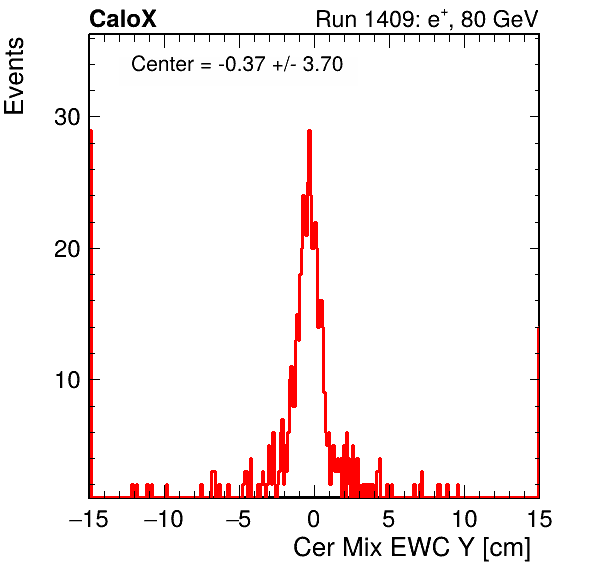 CaloX Run 1409: e⁺, 80 GeV
Events
Center = -0.37 +/- 3.70
30
20
10
−15 −10 −5 0 5 10 15
Cer Mix EWC Y [cm]